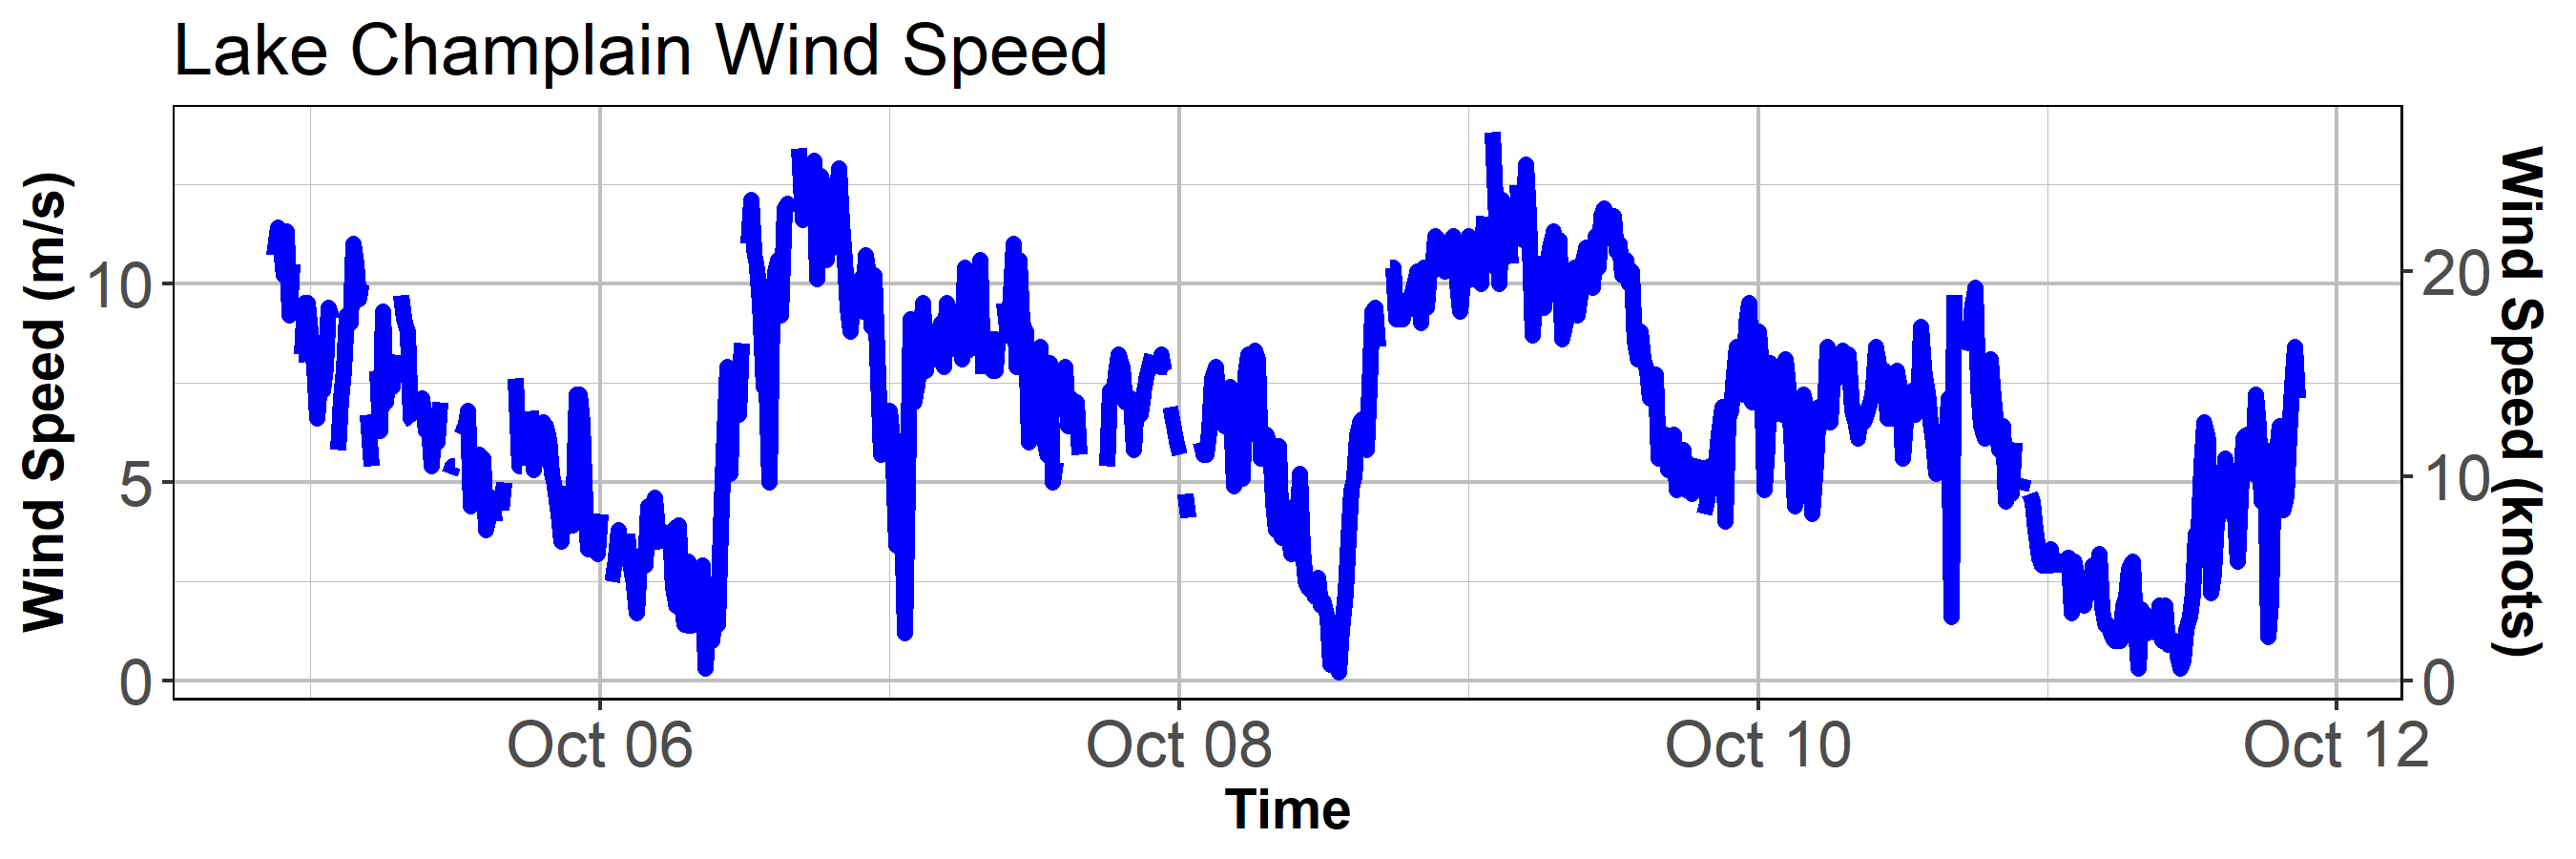 Lake Champlain Wind Speed
Wind Speed (m/s)
10
5
0
20
10
0
Wind Speed (knots)
Oct 06
Oct 08
Oct 10
Oct 12
Time